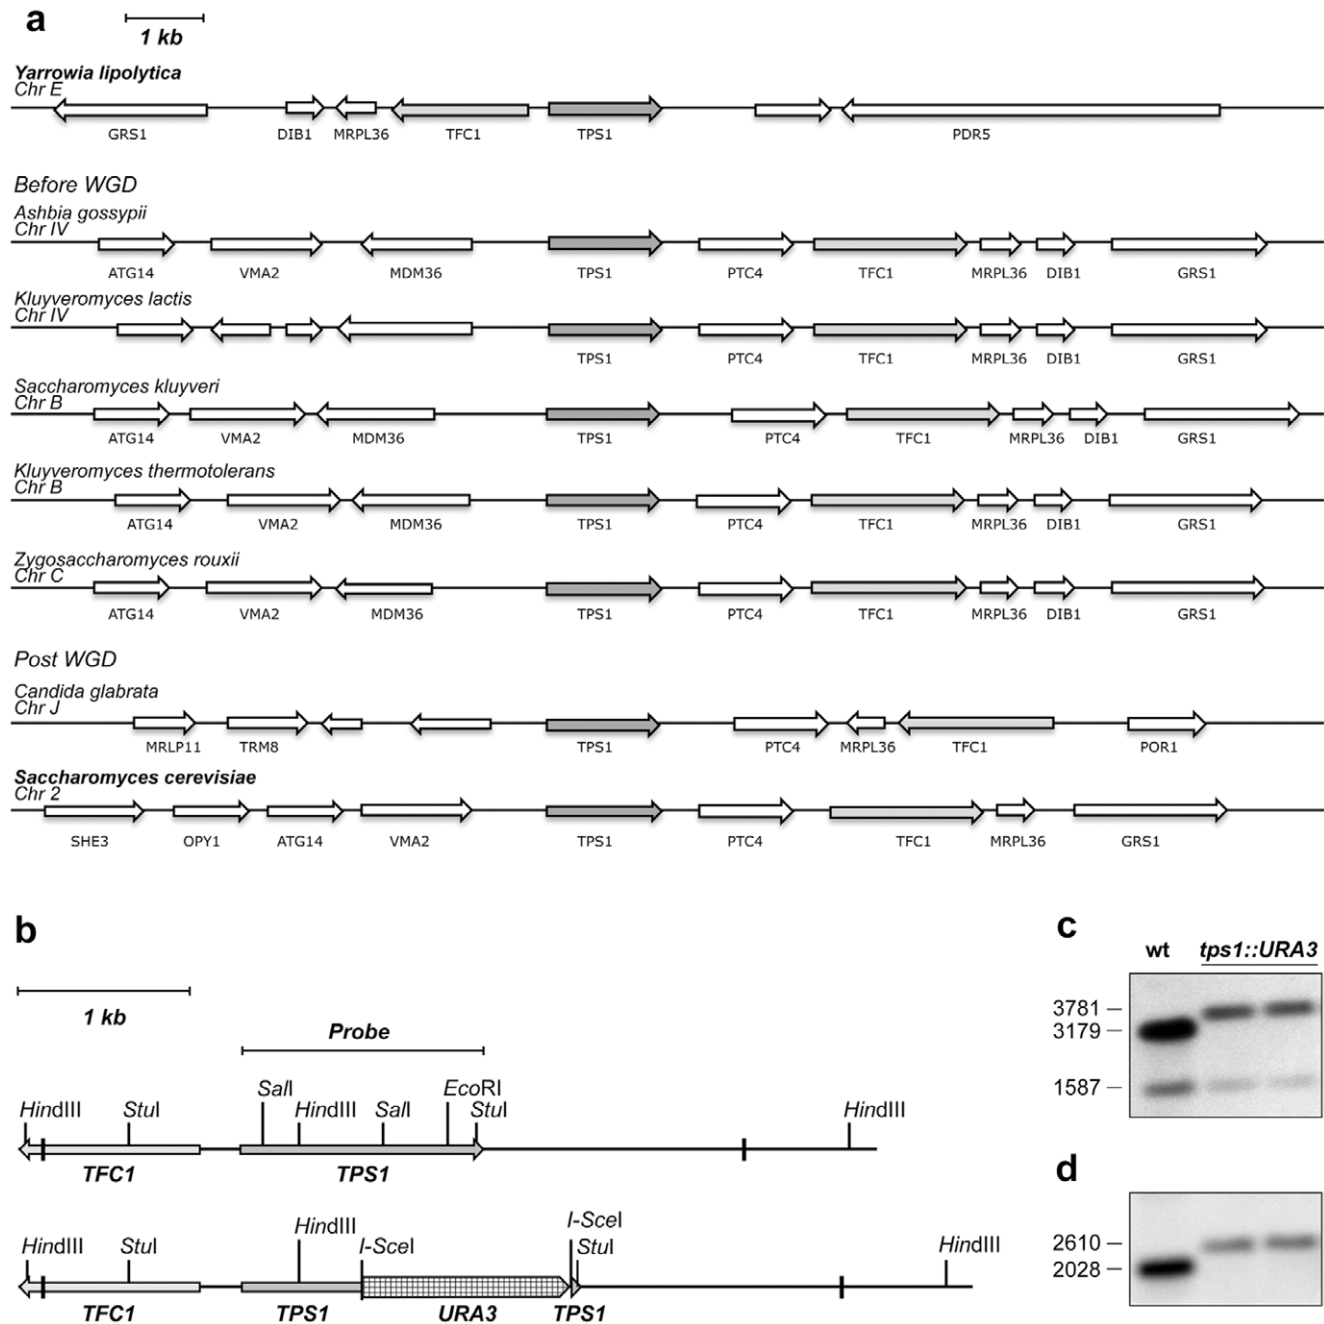 a
1 kb
Yarrowia lipolytica
Chr E
GRS1 DIB1 MRPL36 TFC1 TPS1 PDR5
Before WGD
Ashbia gossypii
Chr IV
ATG14 VMA2 MDM36 TPS1 PTC4 TFC1 MRPL36 DIB1 GRS1
Kluyveromyces lactis
Chr IV
TPS1 PTC4 TFC1 MRPL36 DIB1 GRS1
Saccharomyces kluyveri
Chr B
ATG14 VMA2 MDM36 TPS1 PTC4 TFC1 MRPL36 DIB1 GRS1
Kluyveromyces thermotolerans
Chr B
ATG14 VMA2 MDM36 TPS1 PTC4 TFC1 MRPL36 DIB1 GRS1
Zygosaccharomyces rouxii
Chr C
ATG14 VMA2 MDM36 TPS1 PTC4 TFC1 MRPL36 DIB1 GRS1
Post WGD
Candida glabrata
Chr J
MRLP11 TRM8 TPS1 PTC4 MRPL36 TFC1 POR1
Saccharomyces cerevisiae
Chr 2
SHE3 OPY1 ATG14 VMA2 TPS1 PTC4 TFC1 MRPL36 GRS1
b
1 kb
Probe
SalI EcoRI
HindIII StuI HindIII SalI StuI HindIII
TFC1 TPS1
I-SceI
HindIII
HindIII StuI I-SceI StuI HindIII
TFC1 TPS1 URA3 TPS1
c
wt tps1::URA3
3781
3179
1587
d
2610
2028